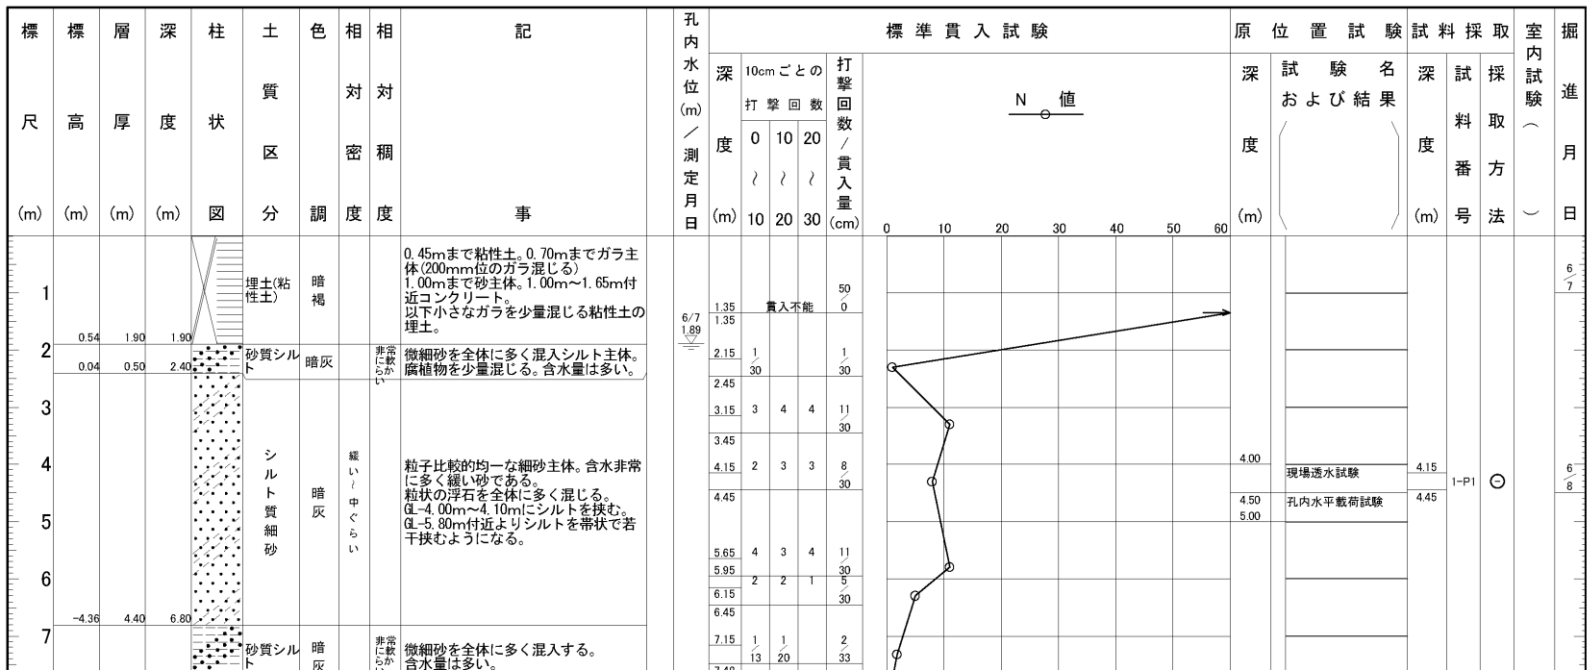 標尺(m)
標高(m)
層厚(m)
深度(m)
柱状図
土質区分
色調
相対密度
相対稠度
記事
孔内水位(m)/測定月日
標準貫入試験
深度(m)
10cmごとの
打撃回数
0 10 20
〜 〜 〜
10 20 30
打撃回数/貫入量(cm)
N 値
0 10 20 30 40 50 60
原位置試験
深度(m)
試験名
および結果
試料採取
深度(m)
試料番号
採取方法
室内試験( )
掘進月日
1
0.54 1.90 1.90
埋土(粘
性土)
暗褐
0.45mまで粘性土。0.70mまでガラ主
体(200mm位のガラ混じる)
1.00mまで砂主体。1.00m〜1.65m付
近コンクリート。
以下小さなガラを少量混じる粘性土の
埋土。
6/7
1.89
1.35 貫入不能 50/0
1.35
6/7
2
0.04 0.50 2.40
砂質シル
ト
暗灰
非常に軟らかい
微細砂を全体に多く混入シルト主体。
腐植物を少量混じる。含水量は多い。
2.15 1/30 1/30
2.45
3
4
5
6
-4.36 4.40 6.80
シルト質細砂
暗灰
緩い〜中ぐらい
粒子比較的均一な細砂主体。含水非常
に多く緩い砂である。
粒状の浮石を全体に多く混じる。
GL-4.00m〜4.10mにシルトを挟む。
GL-5.80m付近よりシルトを帯状で若
干挟むようになる。
3.15 3 4 4 11/30
3.45
4.15 2 3 3 8/30
4.45
5.65 4 3 4 11/30
5.95
2 2 1 5/30
6.15
6.45
4.00
現場透水試験
4.50
孔内水平載荷試験
5.00
4.15
1-P1
4.45
6/8
7
砂質シル
ト
暗灰
非常に軟らかい
微細砂を全体に多く混入する。
含水量は多い。
7.15 1/13 1/20 2/33
7.48